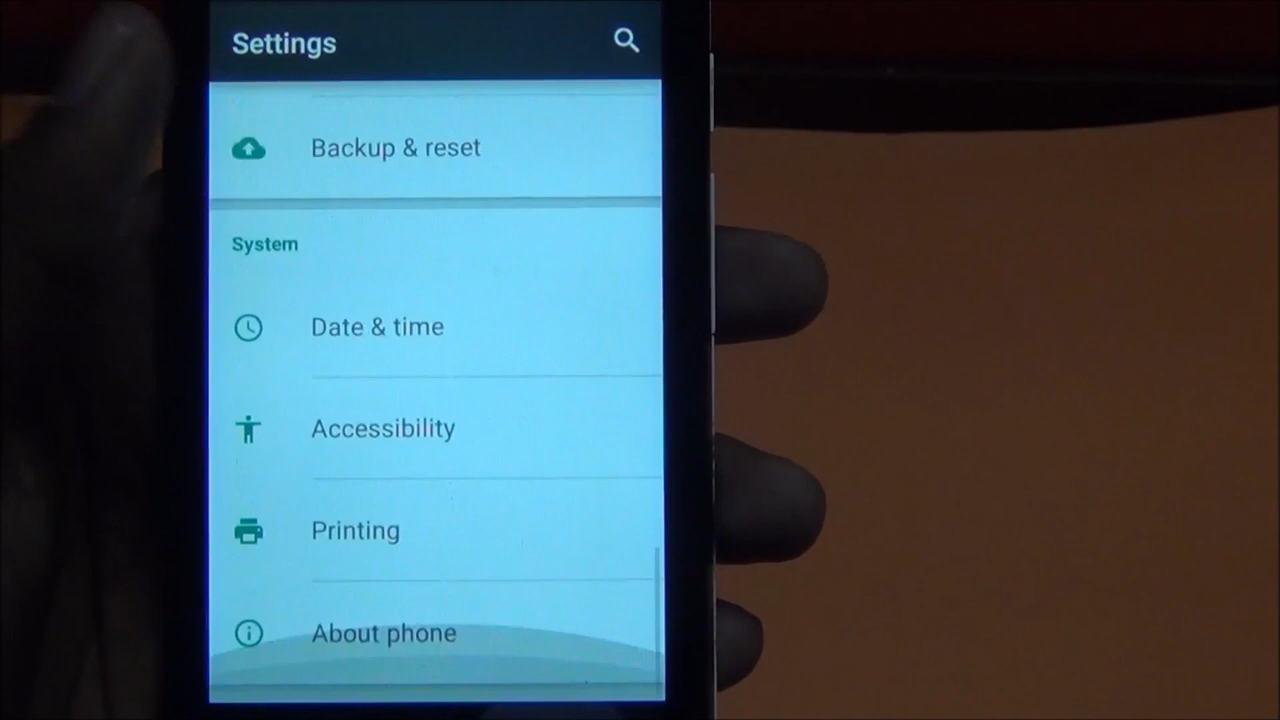 Settings
Backup & reset
System
Date & time
Accessibility
Printing
About phone